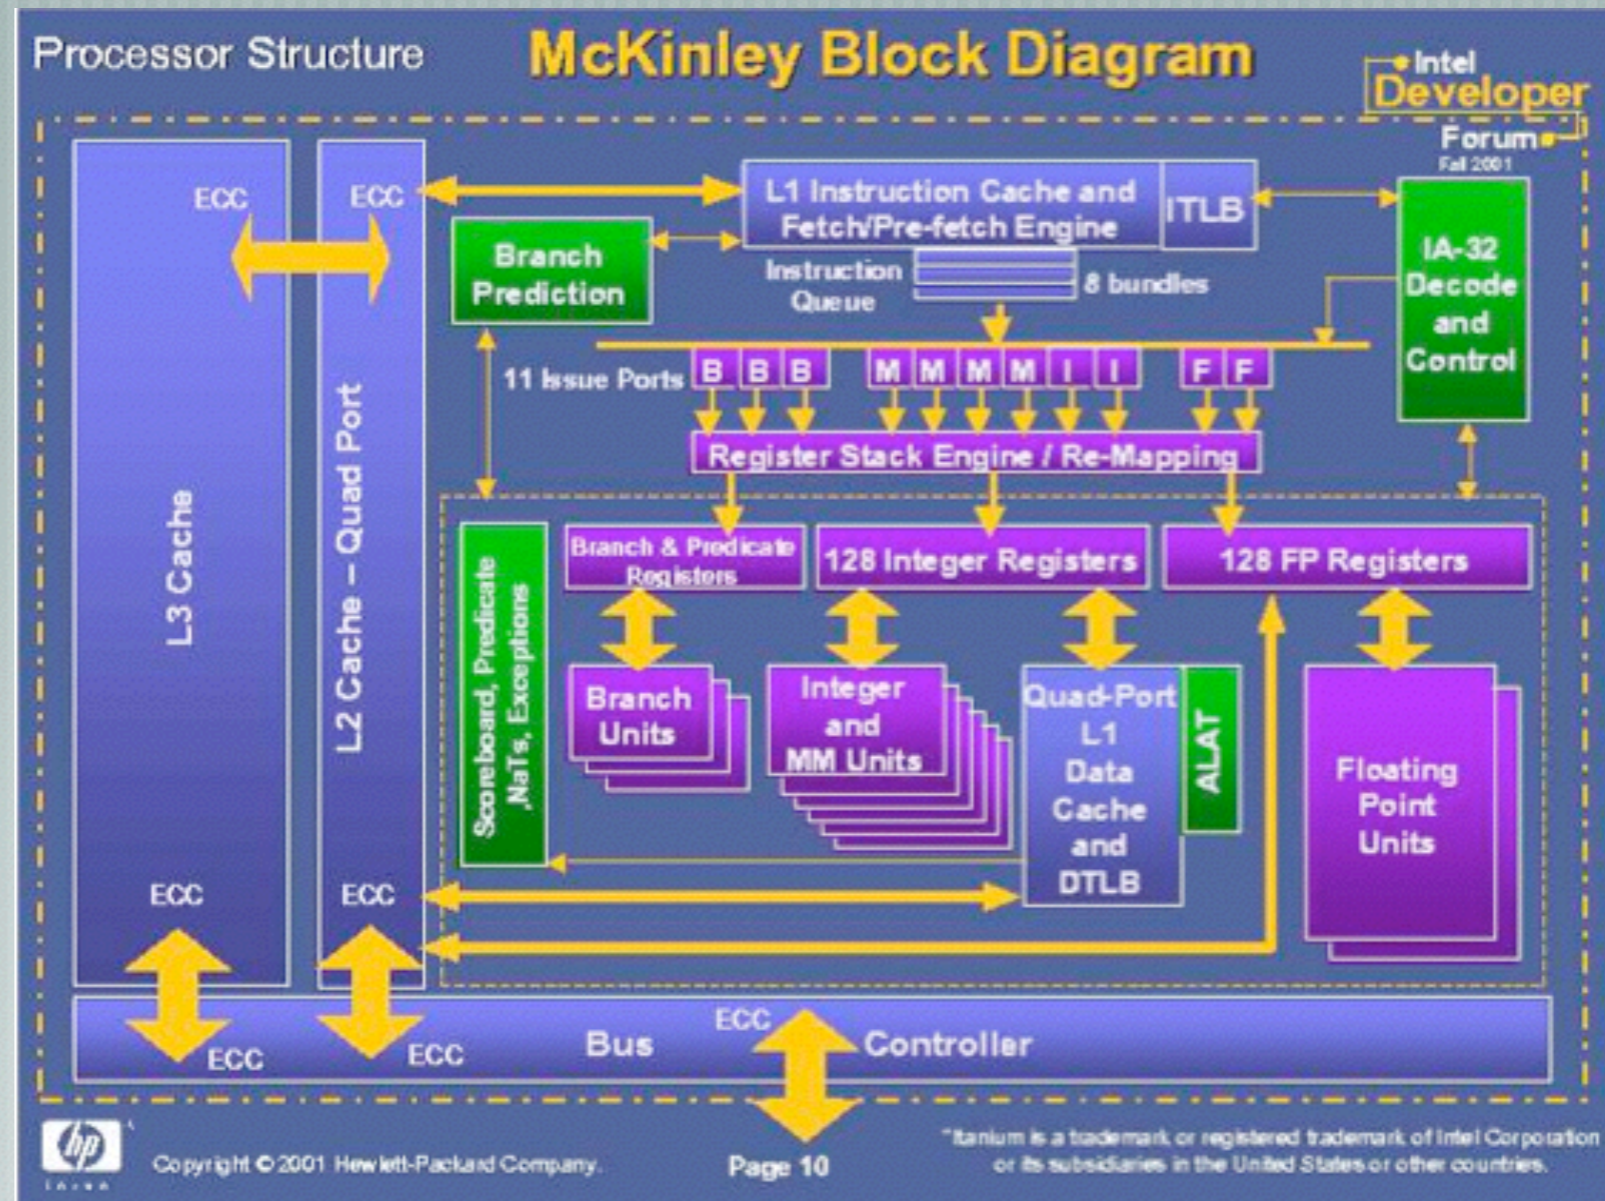 Processor Structure
McKinley Block Diagram
Intel
Developer
Forum
Fall 2001
ECC
ECC
L1 Instruction Cache and
Fetch/Pre-fetch Engine
ITLB
Branch
Prediction
Instruction
Queue
8 bundles
IA-32
Decode
and
Control
11 Issue Ports
B B B M M M M I I F F
Register Stack Engine / Re-Mapping
L3 Cache
L2 Cache – Quad Port
Scoreboard, Predicate
,NaTs, Exceptions
Branch & Predicate
Registers
128 Integer Registers
128 FP Registers
Branch
Units
Integer
and
MM Units
Quad-Port
L1
Data
Cache
and
DTLB
ALAT
Floating
Point
Units
ECC
ECC
ECC
ECC
Bus
ECC
Controller
hp
invent
Copyright © 2001 Hewlett-Packard Company.
Page 10
*Itanium is a trademark or registered trademark of Intel Corporation
or its subsidiaries in the United States or other countries.